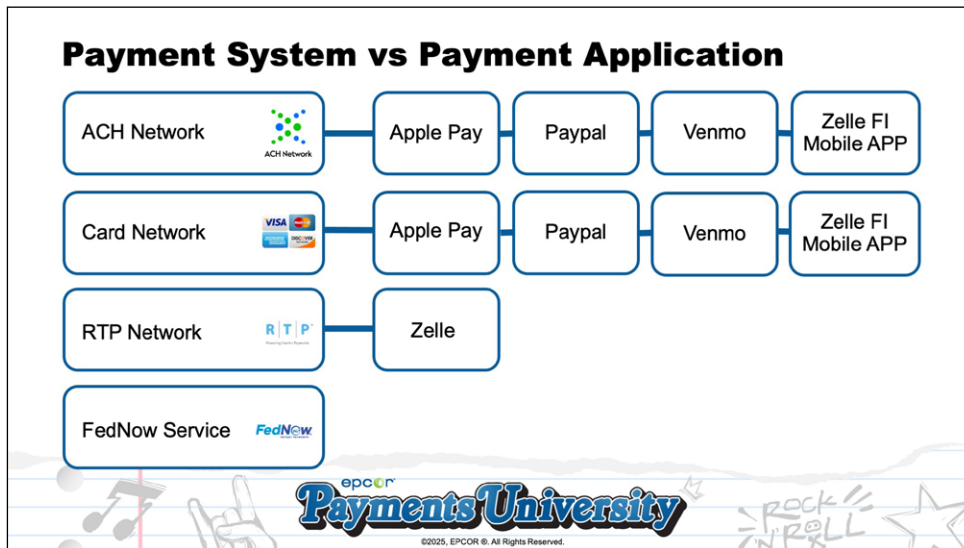 Payment System vs Payment Application
ACH Network
ACH Network
Apple Pay
Paypal
Venmo
Zelle FI
Mobile APP
Card Network
VISA
MasterCard
DISCOVER
Apple Pay
Paypal
Venmo
Zelle FI
Mobile APP
RTP Network
R T P
Zelle
FedNow Service
FedNow
epcor
Payments University
ROCK
N' ROLL
©2025, EPCOR ®. All Rights Reserved.